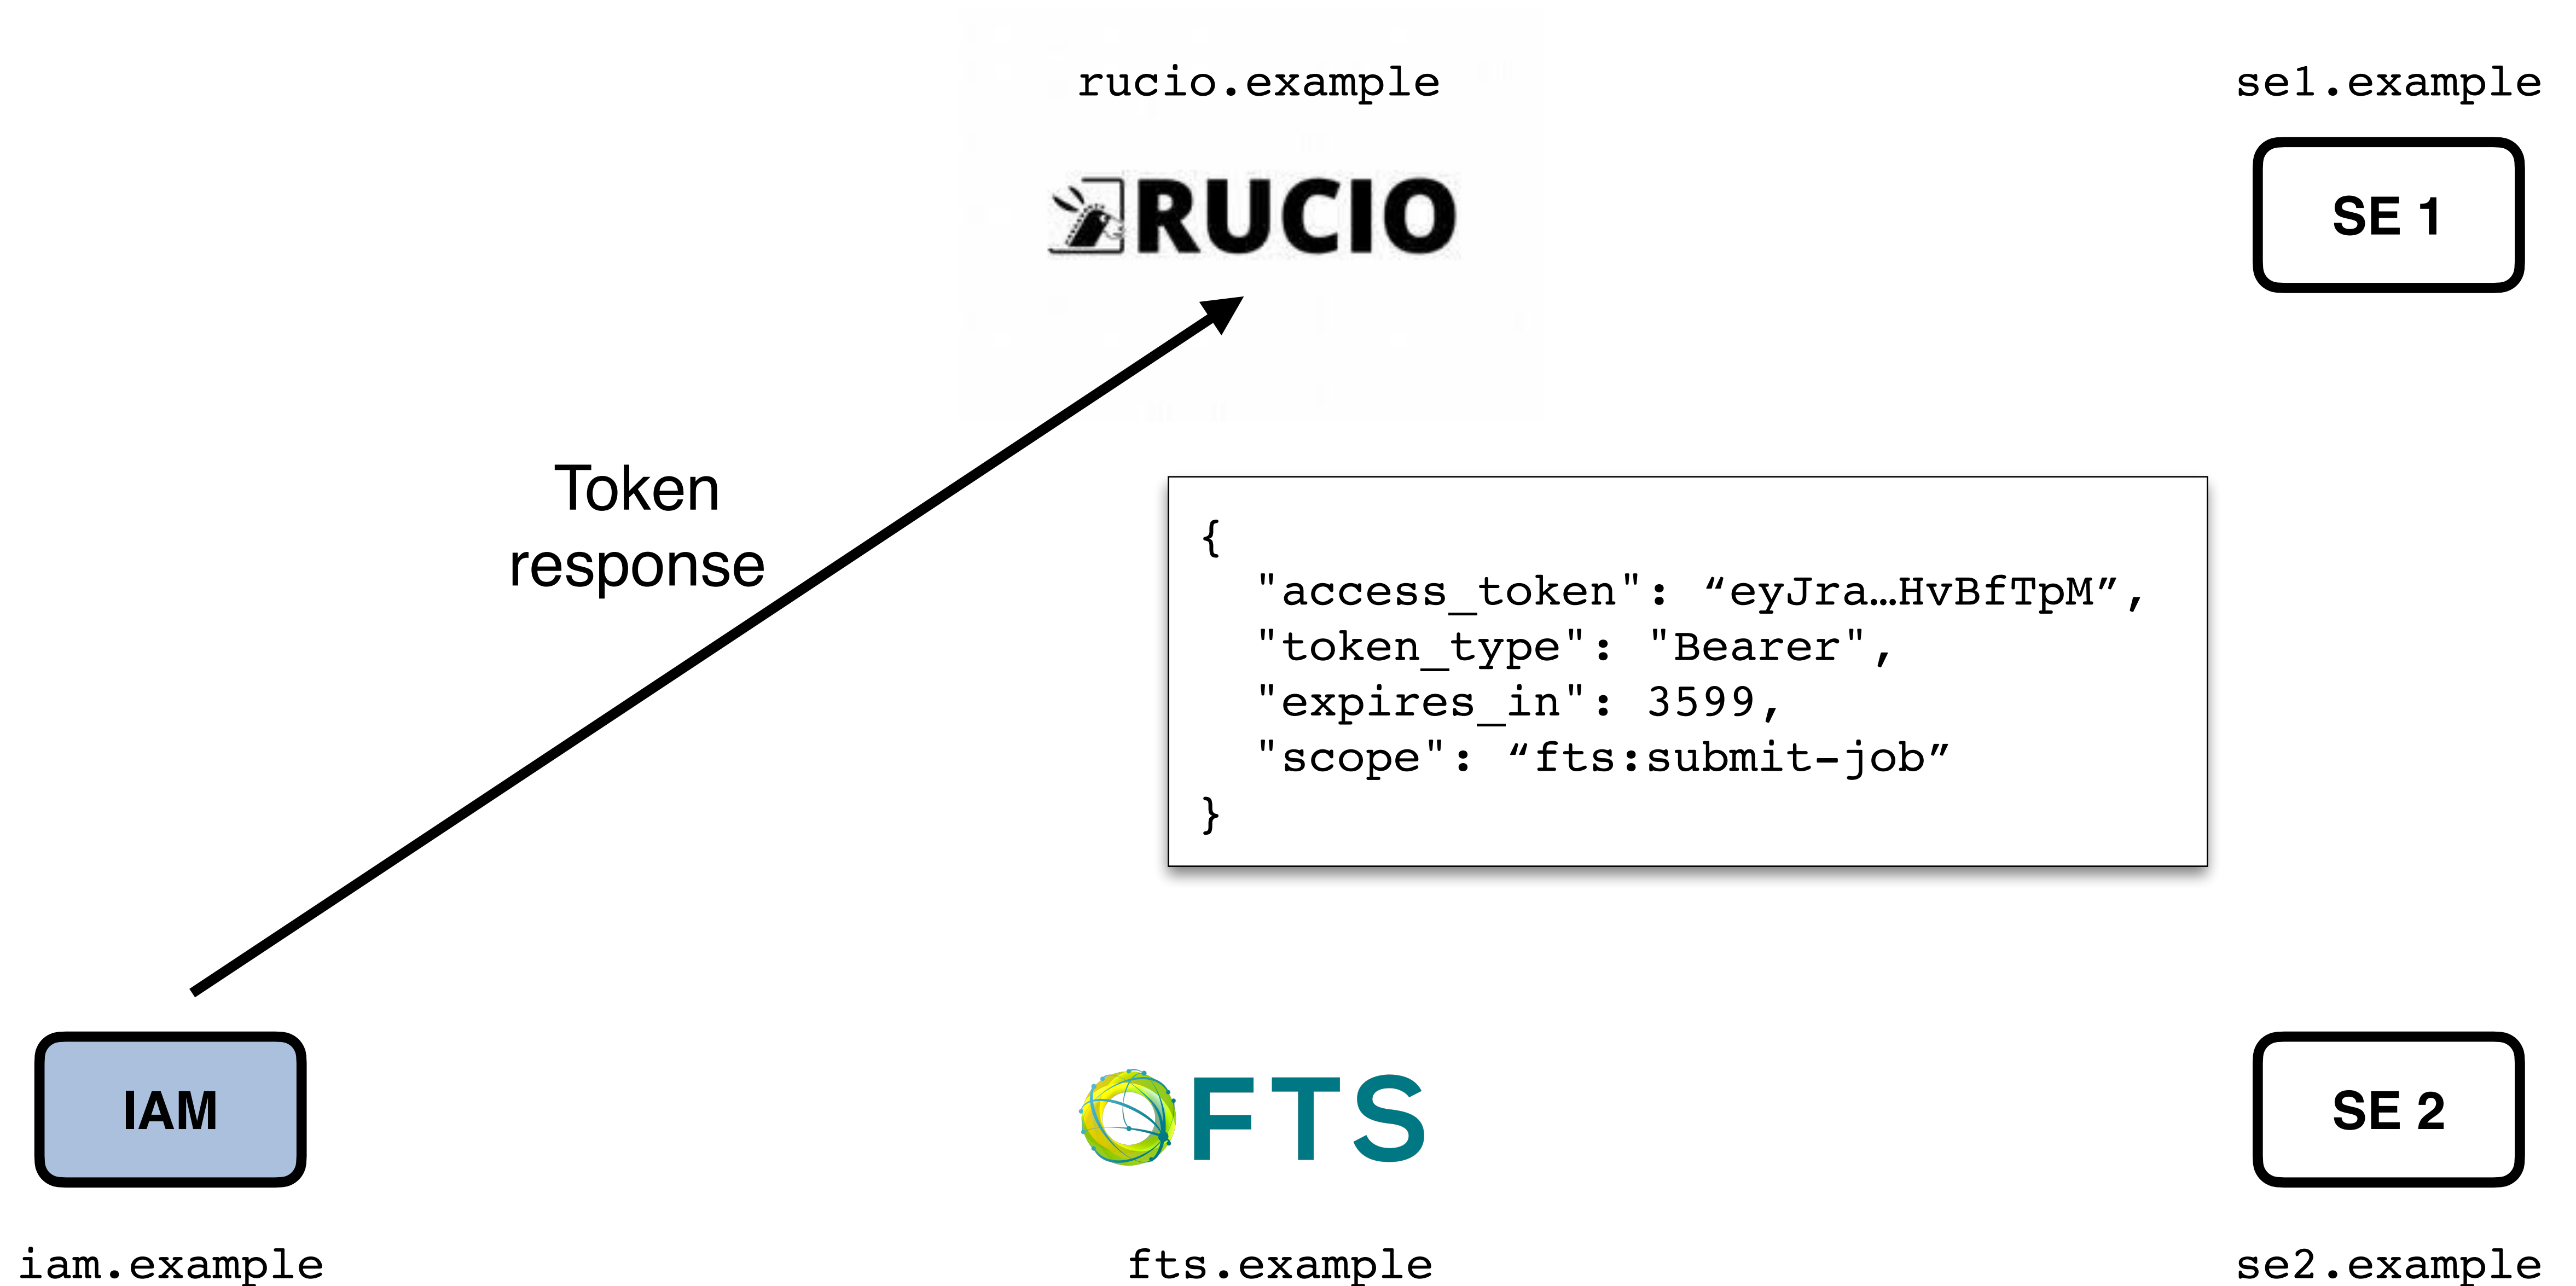 rucio.example
se1.example
RUCIO
SE 1
Token
response
{
"access_token": “eyJra…HvBfTpM”,
"token_type": "Bearer",
"expires_in": 3599,
"scope": “fts:submit-job”
}
IAM
FTS
SE 2
iam.example
fts.example
se2.example